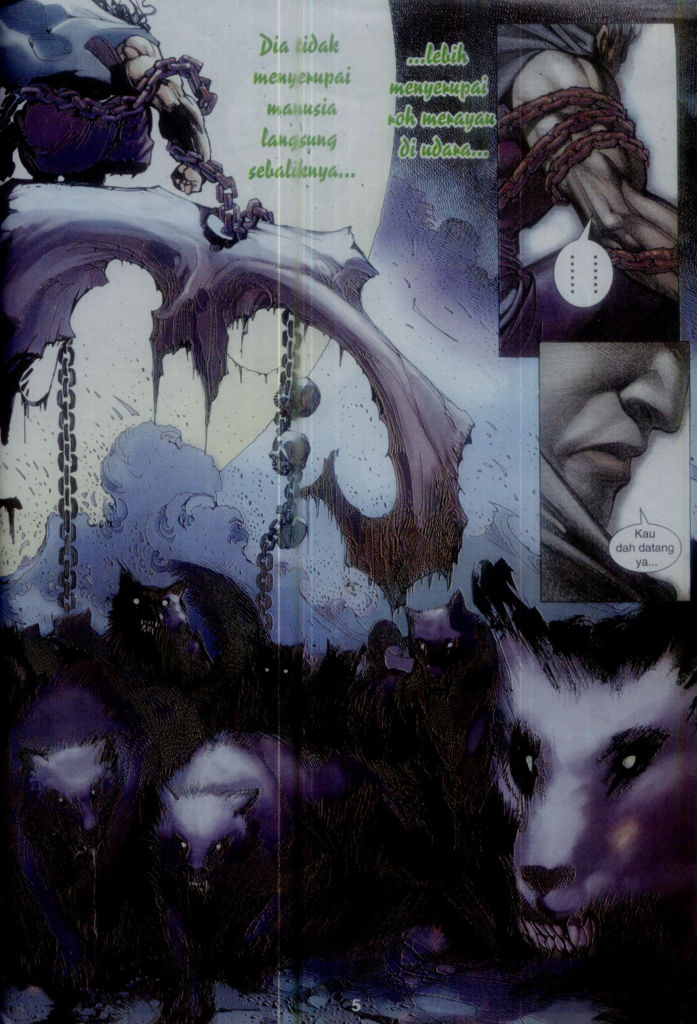 Dia tidak
menyerupai
manusia
langsung
sebaliknya...
...lebih
menyerupai
roh merayau
di udara...
Kau
dah datang
ya...
5